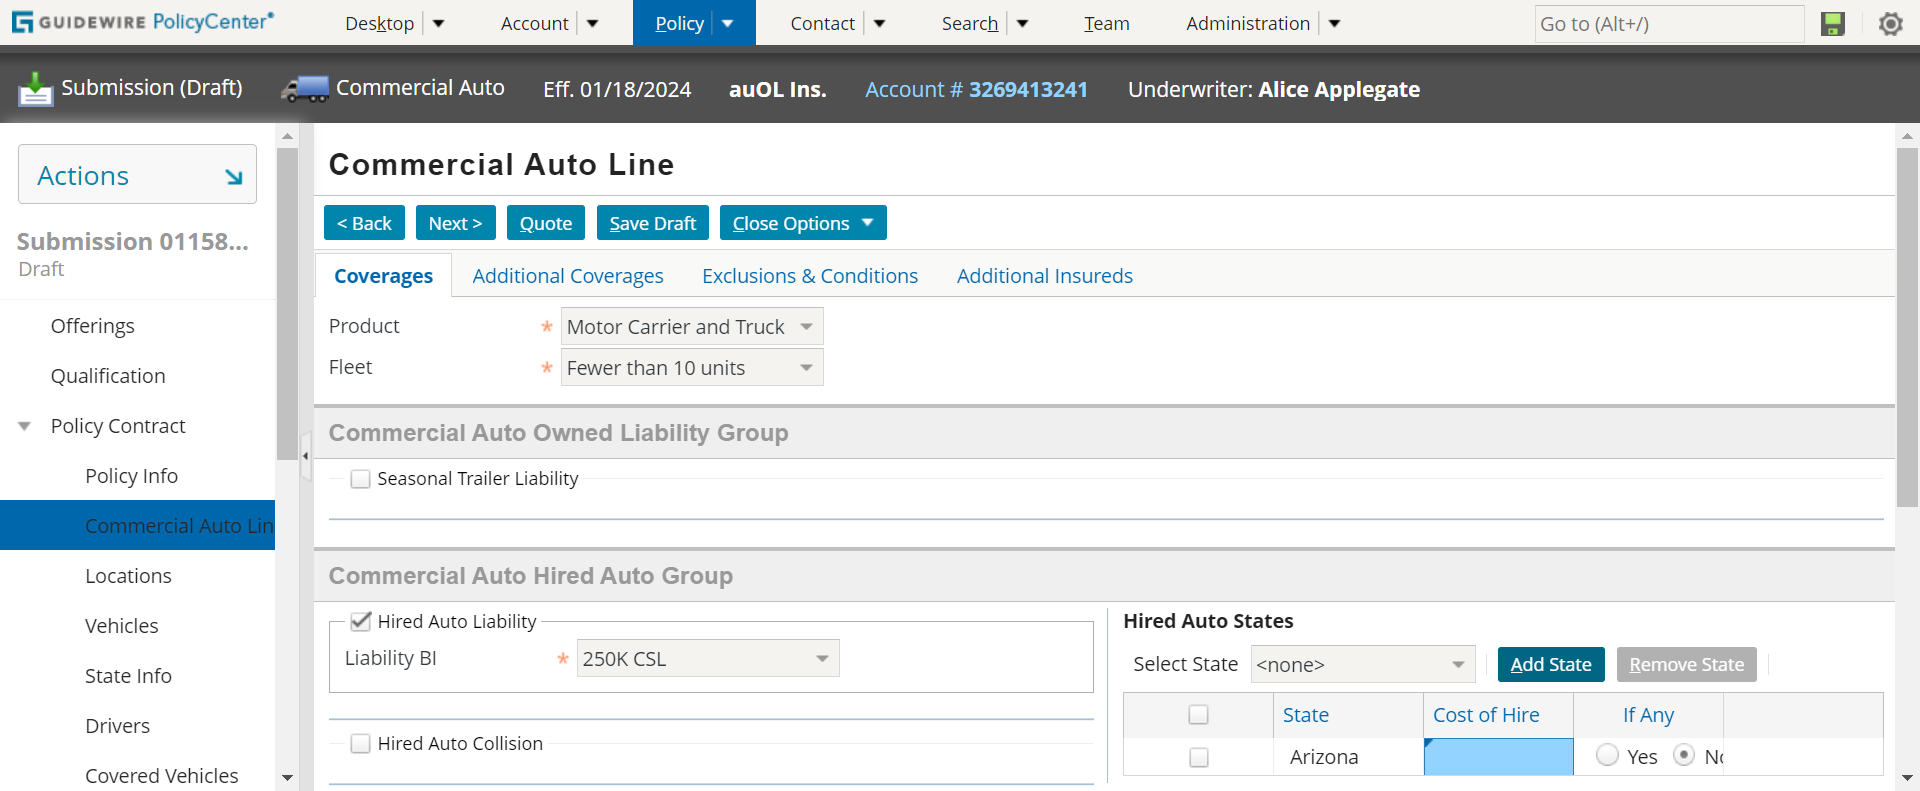 GUIDEWIRE PolicyCenter®
Desktop
Account
Policy
Contact
Search
Team
Administration
Go to (Alt+/)
Submission (Draft)
Commercial Auto
Eff. 01/18/2024
auOL Ins.
Account # 3269413241
Underwriter: Alice Applegate
Actions
Submission 01158...
Draft
Offerings
Qualification
Policy Contract
Policy Info
Commercial Auto Lin
Locations
Vehicles
State Info
Drivers
Covered Vehicles
Commercial Auto Line
< Back
Next >
Quote
Save Draft
Close Options
Coverages
Additional Coverages
Exclusions & Conditions
Additional Insureds
Product * Motor Carrier and Truck
Fleet * Fewer than 10 units
Commercial Auto Owned Liability Group
Seasonal Trailer Liability
Commercial Auto Hired Auto Group
Hired Auto Liability
Liability BI * 250K CSL
Hired Auto Collision
Hired Auto States
Select State <none>
Add State
Remove State
State Cost of Hire If Any
Arizona Yes No